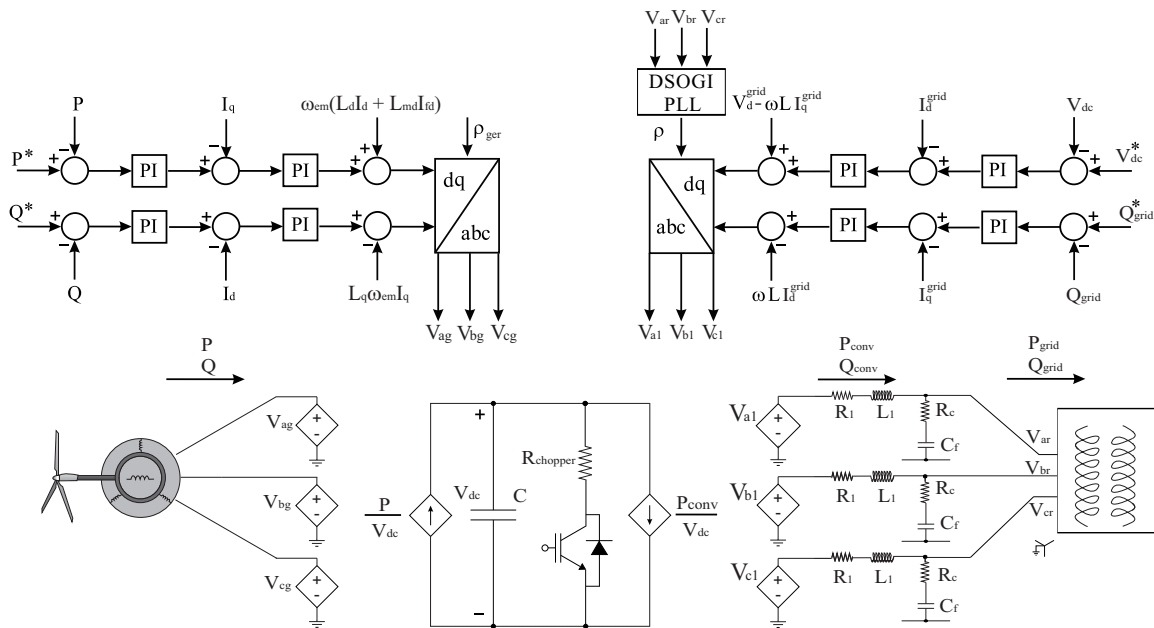 V_ar V_br V_cr
DSOGI
PLL
P I_q ω_em(L_dI_d + L_mdI_fd) ρ_ger
ρ V_d^grid - ωL I_q^grid I_d^grid V_dc
P* + − PI + − PI + + dq
dq + + PI + − PI − + V_dc^*
Q* + − PI + − PI + − abc
abc + − PI + − PI + − Q_grid^*
Q I_d L_qω_emI_q
ωL I_d^grid I_q^grid Q_grid
V_ag V_bg V_cg
V_a1 V_b1 V_c1
P
Q
P_conv
Q_conv
P_grid
Q_grid
V_ag + -
V_bg + -
V_cg + -
P
V_dc
+
V_dc C
−
R_chopper
P_conv
V_dc
V_a1 + - R_1 L_1 R_c C_f V_ar
V_b1 + - R_1 L_1 R_c C_f V_br
V_c1 + - R_1 L_1 R_c C_f V_cr